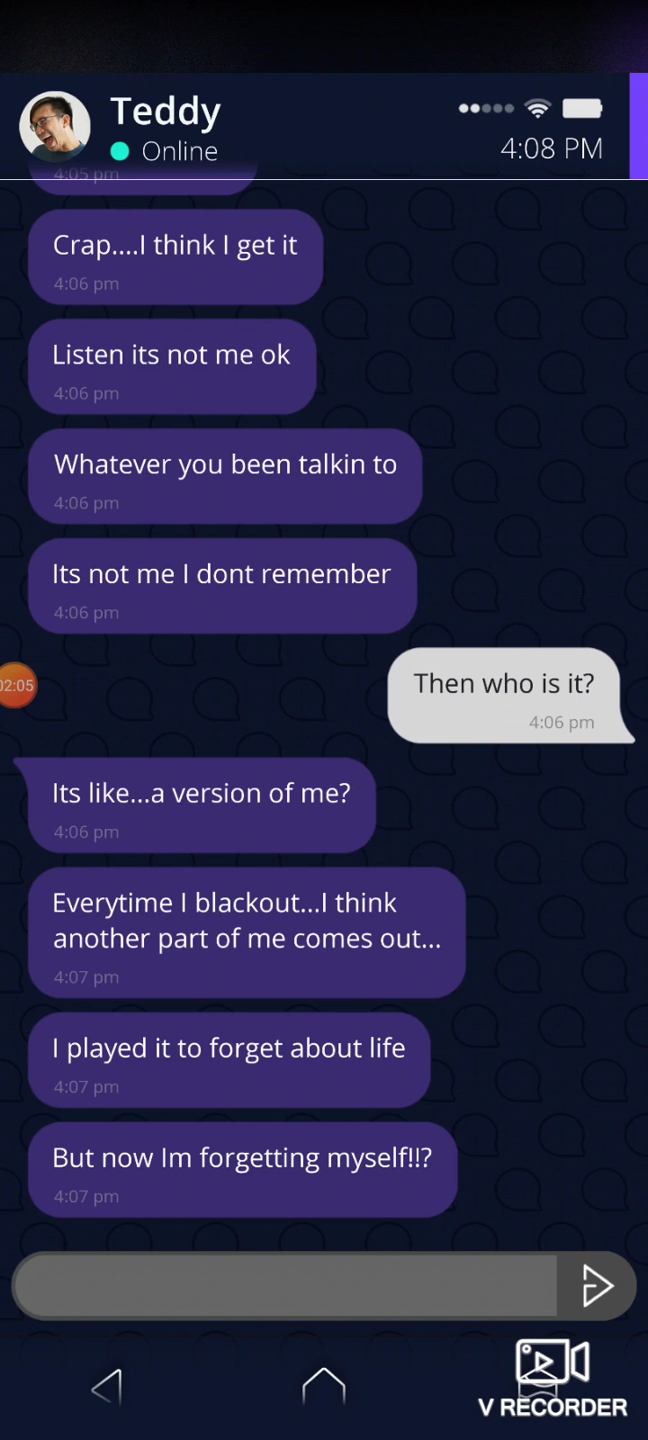 Teddy
Online
4:08 PM
4:05 pm
Crap....I think I get it
4:06 pm
Listen its not me ok
4:06 pm
Whatever you been talkin to
4:06 pm
Its not me I dont remember
4:06 pm
02:05
Then who is it?
4:06 pm
Its like...a version of me?
4:06 pm
Everytime I blackout...I think
another part of me comes out...
4:07 pm
I played it to forget about life
4:07 pm
But now Im forgetting myself!!?
4:07 pm
V RECORDER